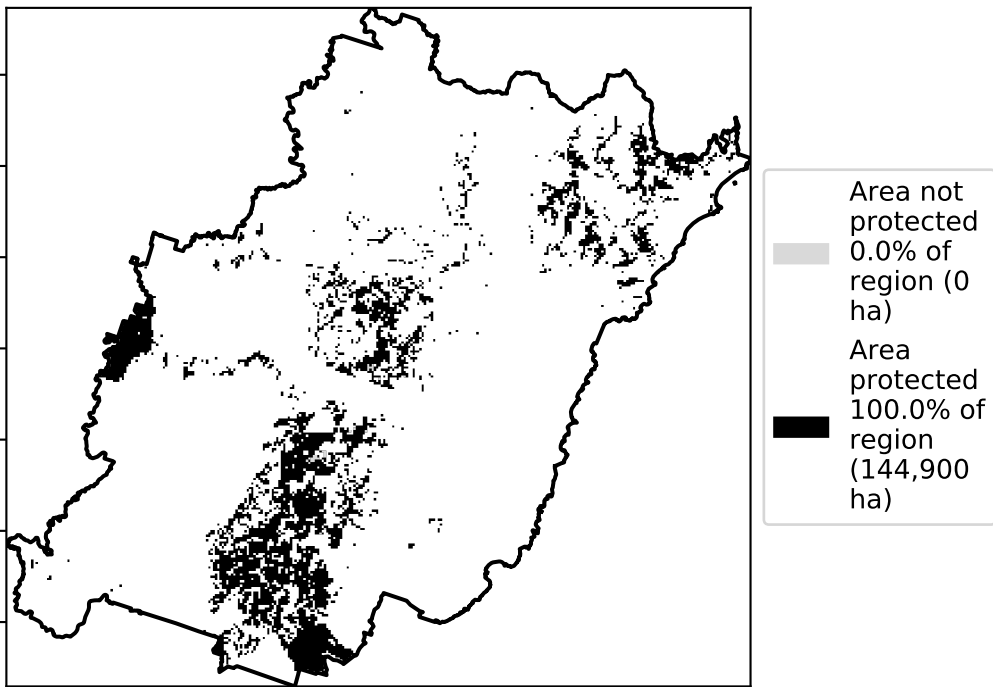 Area not
protected
0.0% of
region (0
ha)
Area
protected
100.0% of
region
(144,900
ha)